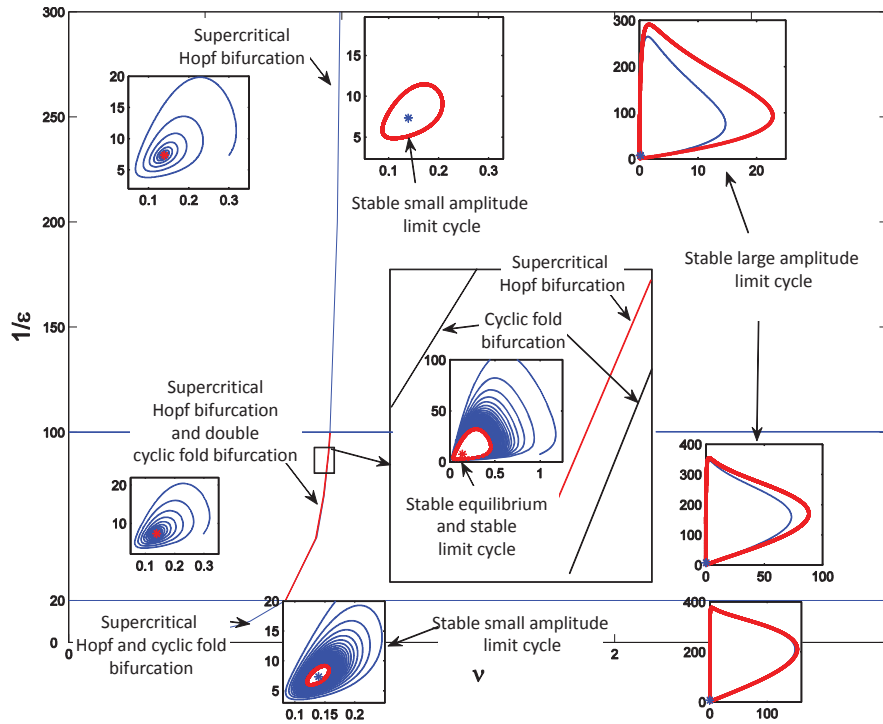 300
250
200
150
100
20
0
1/ε
0
2
ν
Supercritical
Hopf bifurcation
20
15
10
5
0.1
0.2
0.3
15
10
5
0.1
0.2
0.3
Stable small amplitude
limit cycle
300
200
100
0
0
10
20
Stable large amplitude
limit cycle
Supercritical
Hopf bifurcation
Cyclic fold
bifurcation
100
50
0
0
0.4
0.8
1.2
Stable equilibrium
and stable
limit cycle
Supercritical
Hopf bifurcation
and double
cyclic fold bifurcation
20
10
0.1
0.2
0.3
400
300
200
100
0
0
50
100
Supercritical
Hopf and cyclic fold
bifurcation
20
15
10
5
0.1
0.15
0.2
Stable small amplitude
limit cycle
400
200
0
0
100